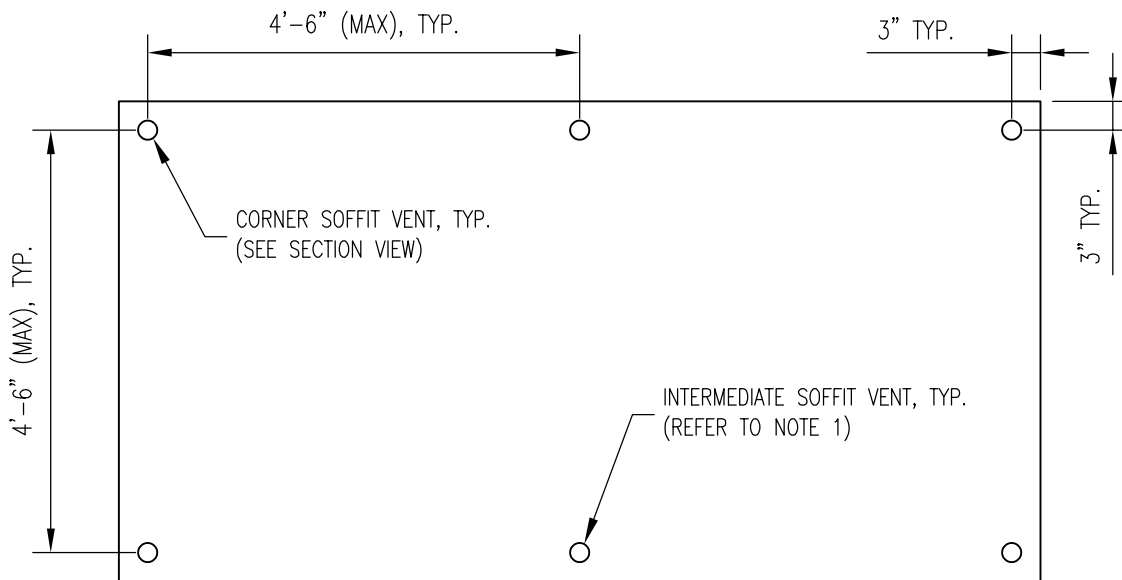 4'-6" (MAX), TYP.
3" TYP.
CORNER SOFFIT VENT, TYP.
(SEE SECTION VIEW)
3" TYP.
4'-6" (MAX), TYP.
INTERMEDIATE SOFFIT VENT, TYP.
(REFER TO NOTE 1)